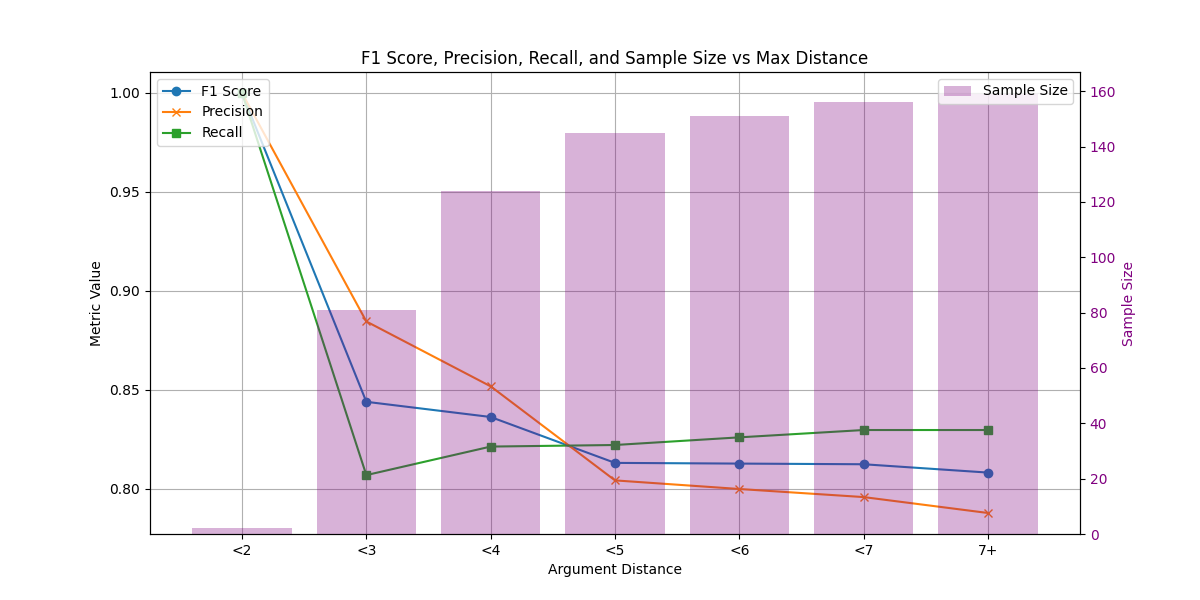 F1 Score, Precision, Recall, and Sample Size vs Max Distance
F1 Score
Precision
Recall
Sample Size
1.00
0.95
0.90
0.85
0.80
Metric Value
160
140
120
100
80
60
40
20
0
Sample Size
<2 <3 <4 <5 <6 <7 7+
Argument Distance